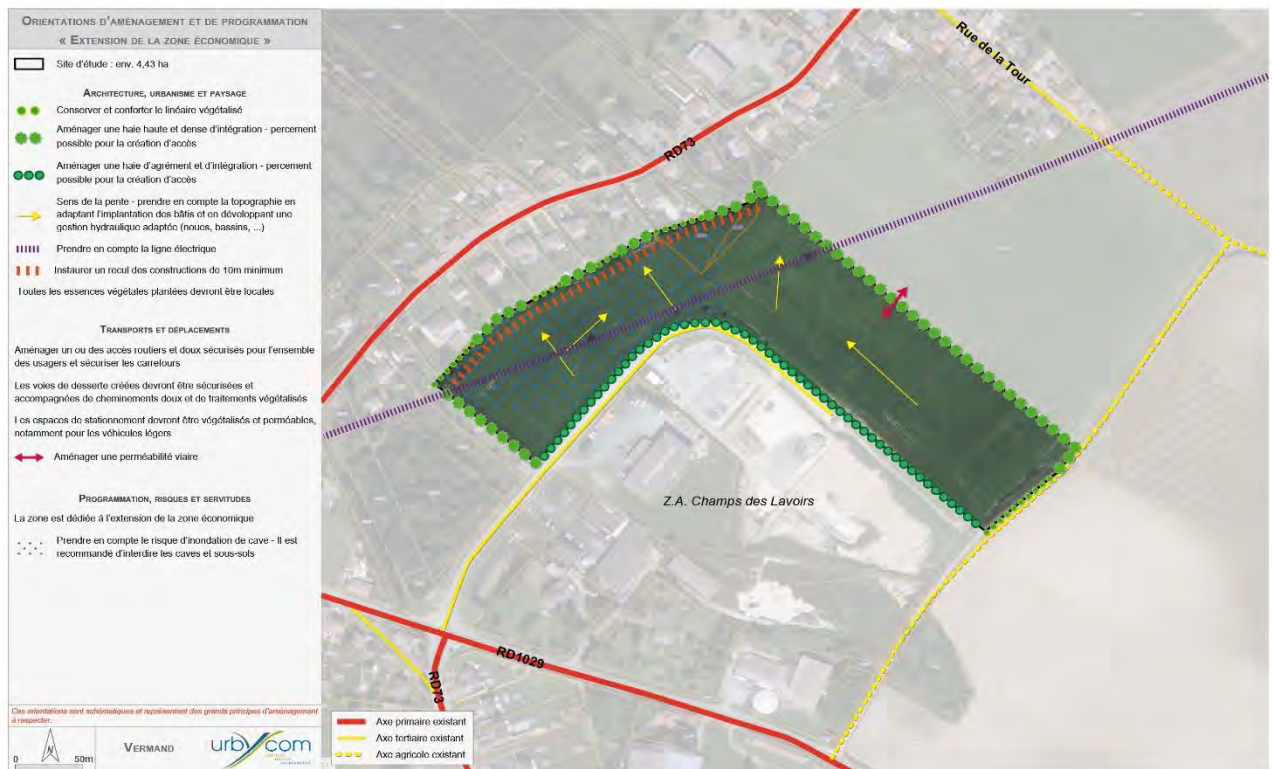 ORIENTATIONS D'AMÉNAGEMENT ET DE PROGRAMMATION
« EXTENSION DE LA ZONE ÉCONOMIQUE »
Site d'étude : env. 4,43 ha
ARCHITECTURE, URBANISME ET PAYSAGE
Conserver et conforter le linéaire végétalisé
Aménager une haie haute et dense d'intégration - percement
possible pour la création d'accès
Aménager une haie d'agrément et d'intégration - percement
possible pour la création d'accès
Sens de la pente - prendre en compte la topographie en
adaptant l'implantation des bâtis et en développant une
gestion hydraulique adaptée (noues, bassins, ...)
Prendre en compte la ligne électrique
Instaurer un recul des constructions de 10m minimum
Toutes les essences végétales plantées devront être locales
TRANSPORTS ET DÉPLACEMENTS
Aménager un ou des accès routiers et doux sécurisés pour l'ensemble
des usagers et sécuriser les carrefours
Les voies de desserte créées devront être sécurisées et
accompagnées de cheminements doux et de traitements végétalisés
Les espaces de stationnement devront être végétalisés et perméables,
notamment pour les véhicules légers
Aménager une perméabilité viaire
PROGRAMMATION, RISQUES ET SERVITUDES
La zone est dédiée à l'extension de la zone économique
Prendre en compte le risque d'inondation de cave - Il est
recommandé d'interdire les caves et sous-sols
Ces orientations sont schématiques et représentent des grands principes d'aménagement
à respecter.
N
0 50m
VERMAND
urbycom
Rue de la Tour
RD73
Z.A. Champs des Lavoirs
RD1029
RD73
Axe primaire existant
Axe tertiaire existant
Axe agricole existant